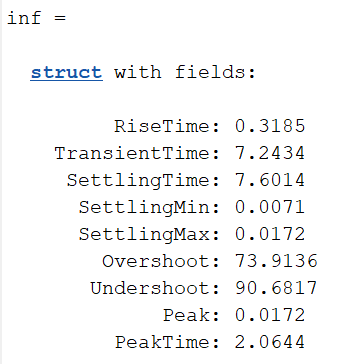 inf =
struct with fields:
RiseTime: 0.3185
TransientTime: 7.2434
SettlingTime: 7.6014
SettlingMin: 0.0071
SettlingMax: 0.0172
Overshoot: 73.9136
Undershoot: 90.6817
Peak: 0.0172
PeakTime: 2.0644